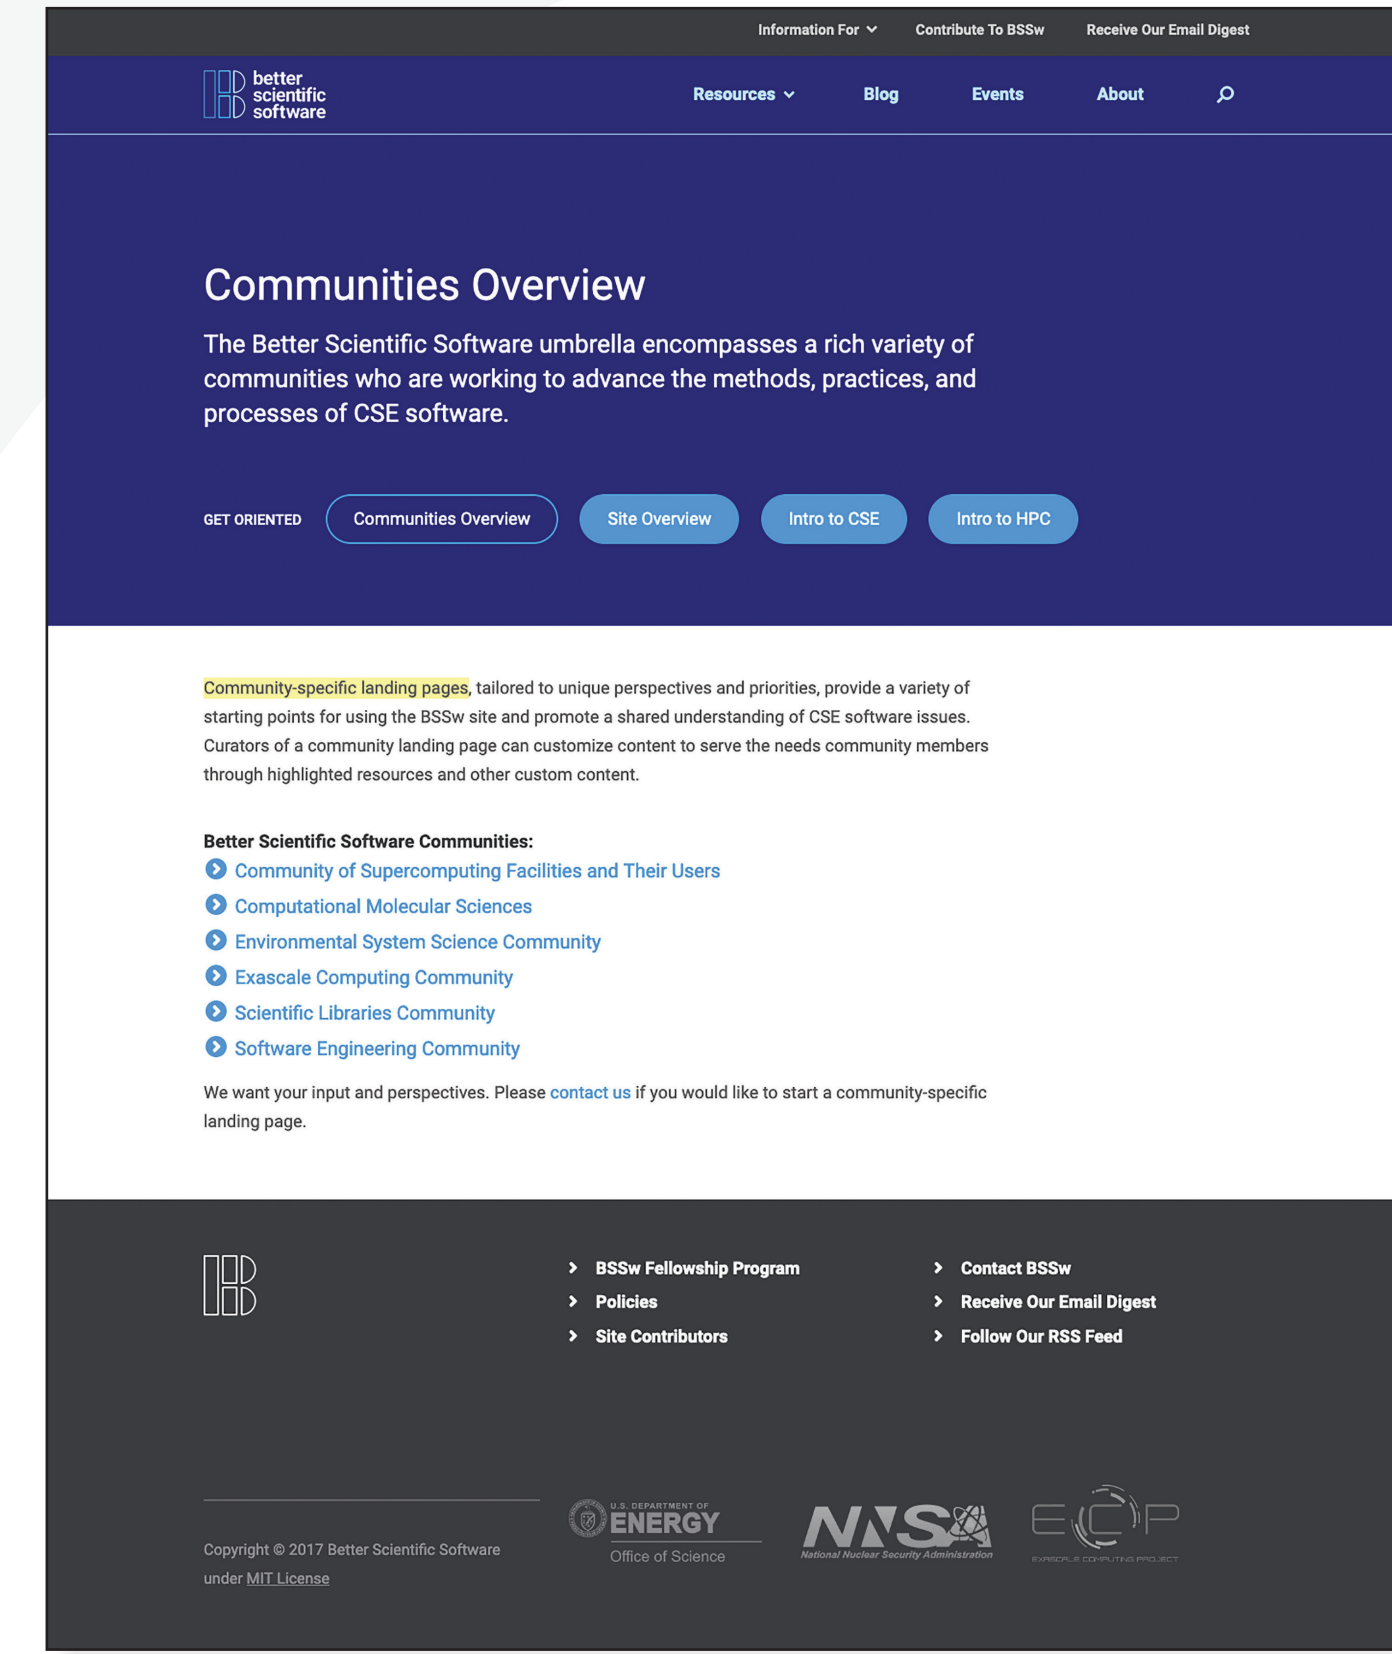 Information For
Contribute To BSSw
Receive Our Email Digest
better
scientific
software
Resources
Blog
Events
About
Communities Overview
The Better Scientific Software umbrella encompasses a rich variety of
communities who are working to advance the methods, practices, and
processes of CSE software.
GET ORIENTED
Communities Overview
Site Overview
Intro to CSE
Intro to HPC
Community-specific landing pages, tailored to unique perspectives and priorities, provide a variety of
starting points for using the BSSw site and promote a shared understanding of CSE software issues.
Curators of a community landing page can customize content to serve the needs community members
through highlighted resources and other custom content.
Better Scientific Software Communities:
Community of Supercomputing Facilities and Their Users
Computational Molecular Sciences
Environmental System Science Community
Exascale Computing Community
Scientific Libraries Community
Software Engineering Community
We want your input and perspectives. Please contact us if you would like to start a community-specific
landing page.
BSSw Fellowship Program
Policies
Site Contributors
Contact BSSw
Receive Our Email Digest
Follow Our RSS Feed
Copyright © 2017 Better Scientific Software
under MIT License
U.S. DEPARTMENT OF
ENERGY
Office of Science
NNSA
National Nuclear Security Administration
ECP
EXASCALE COMPUTING PROJECT